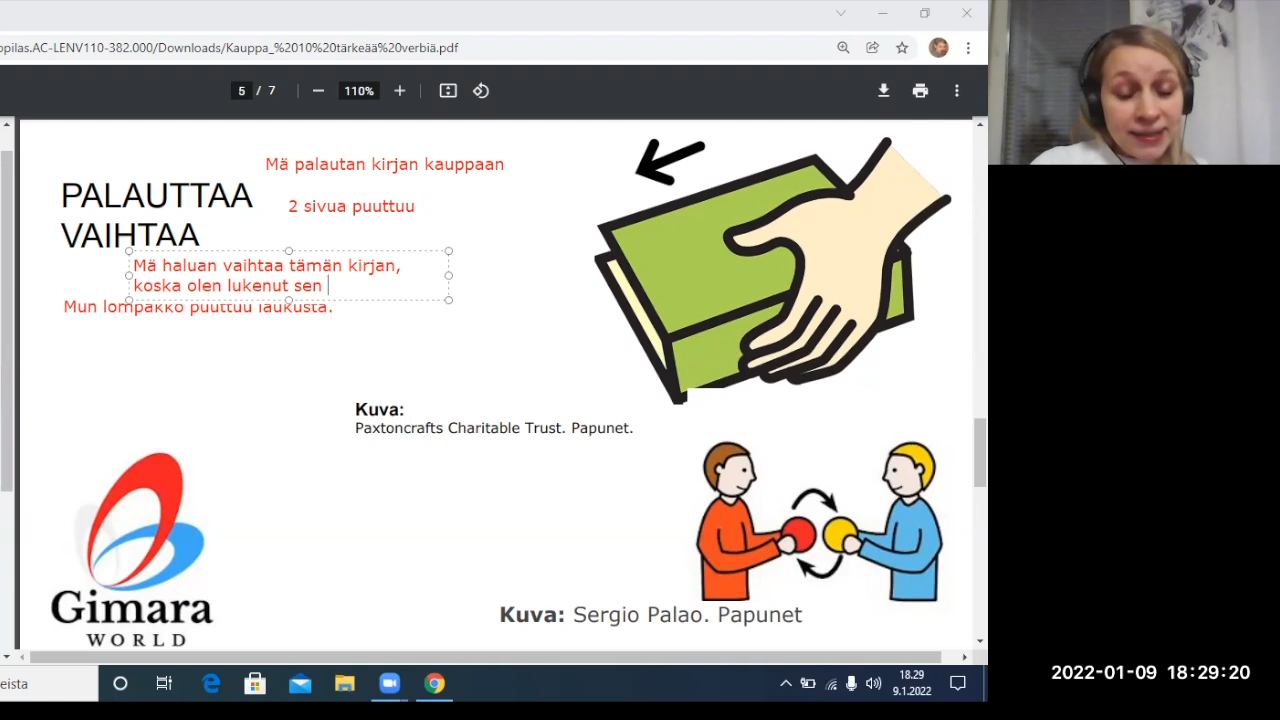 opilas.AC-LENV110-382.000/Downloads/Kauppa_%2010%20tärkeää%20verbiä.pdf
5 / 7
110%
Mä palautan kirjan kauppaan
PALAUTTAA
2 sivua puuttuu
VAIHTAA
Mä haluan vaihtaa tämän kirjan,
koska olen lukenut sen
Mun lompakko puuttuu laukusta.
Kuva:
Paxtoncrafts Charitable Trust. Papunet.
Gimara
WORLD
Kuva: Sergio Palao. Papunet
eista
18.29
9.1.2022
2022-01-09 18:29:20